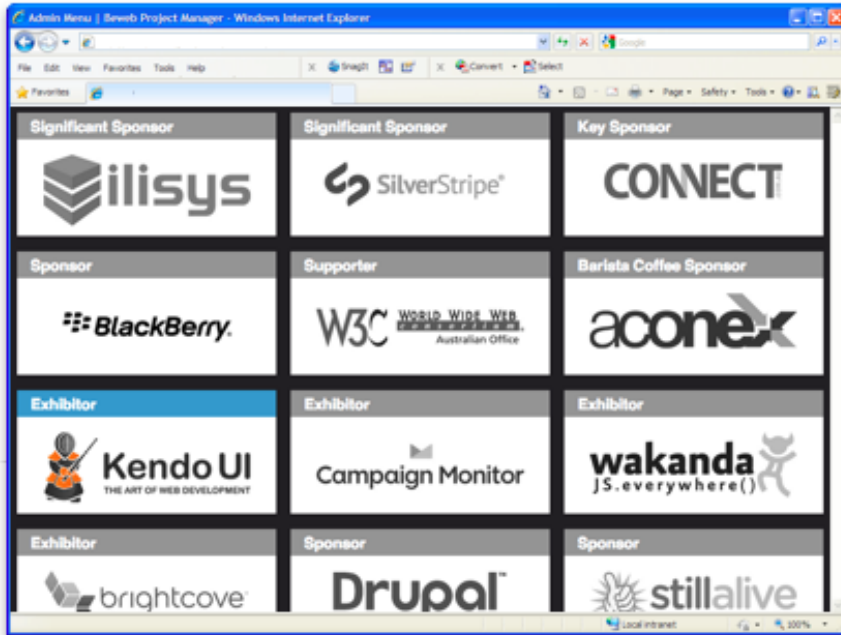 Admin Menu | Beweb Project Manager - Windows Internet Explorer
Google
File Edit View Favorites Tools Help
X SnagIt
X Convert Select
Favorites
Page Safety Tools
Significant Sponsor
Significant Sponsor
Key Sponsor
ilisys
SilverStripe®
CONNECT
Sponsor
Supporter
Barista Coffee Sponsor
BlackBerry.
W3C WORLD WIDE WEB
consortium
Australian Office
aconex
Exhibitor
Exhibitor
Exhibitor
Kendo UI
THE ART OF WEB DEVELOPMENT
Campaign Monitor
wakanda
JS.everywhere()
Exhibitor
Sponsor
Sponsor
brightcove
Drupal™
stillalive
Local intranet
100%